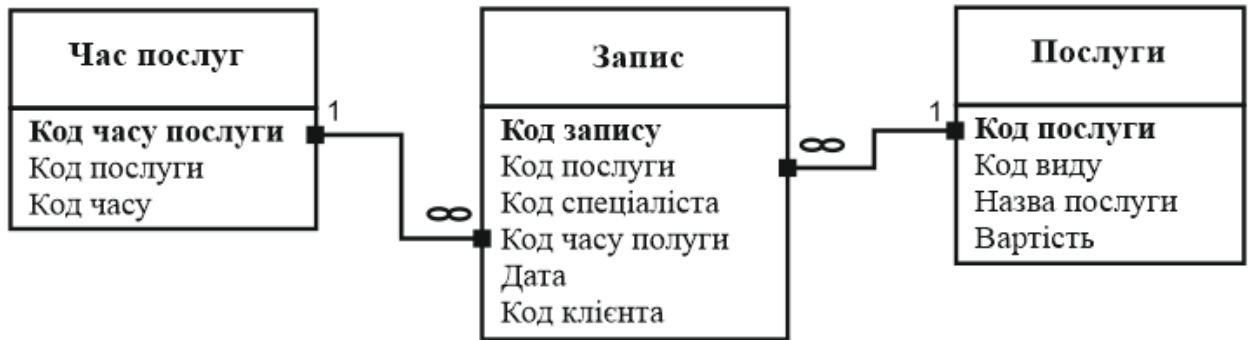 Час послуг
Код часу послуги
Код послуги
Код часу
1
∞
Запис
Код запису
Код послуги
Код спеціаліста
Код часу полуги
Дата
Код клієнта
∞
1
Послуги
Код послуги
Код виду
Назва послуги
Вартість